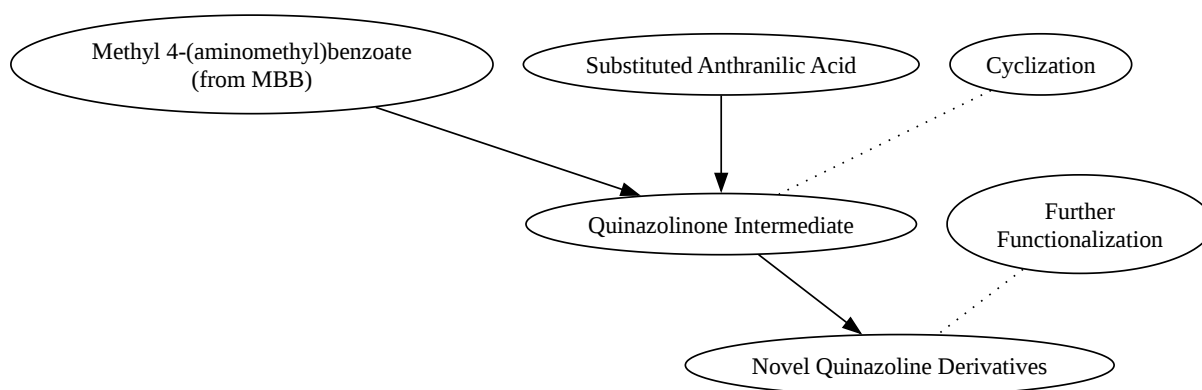 Methyl 4-(aminomethyl)benzoate
(from MBB)
Substituted Anthranilic Acid
Cyclization
Quinazolinone Intermediate
Further
Functionalization
Novel Quinazoline Derivatives